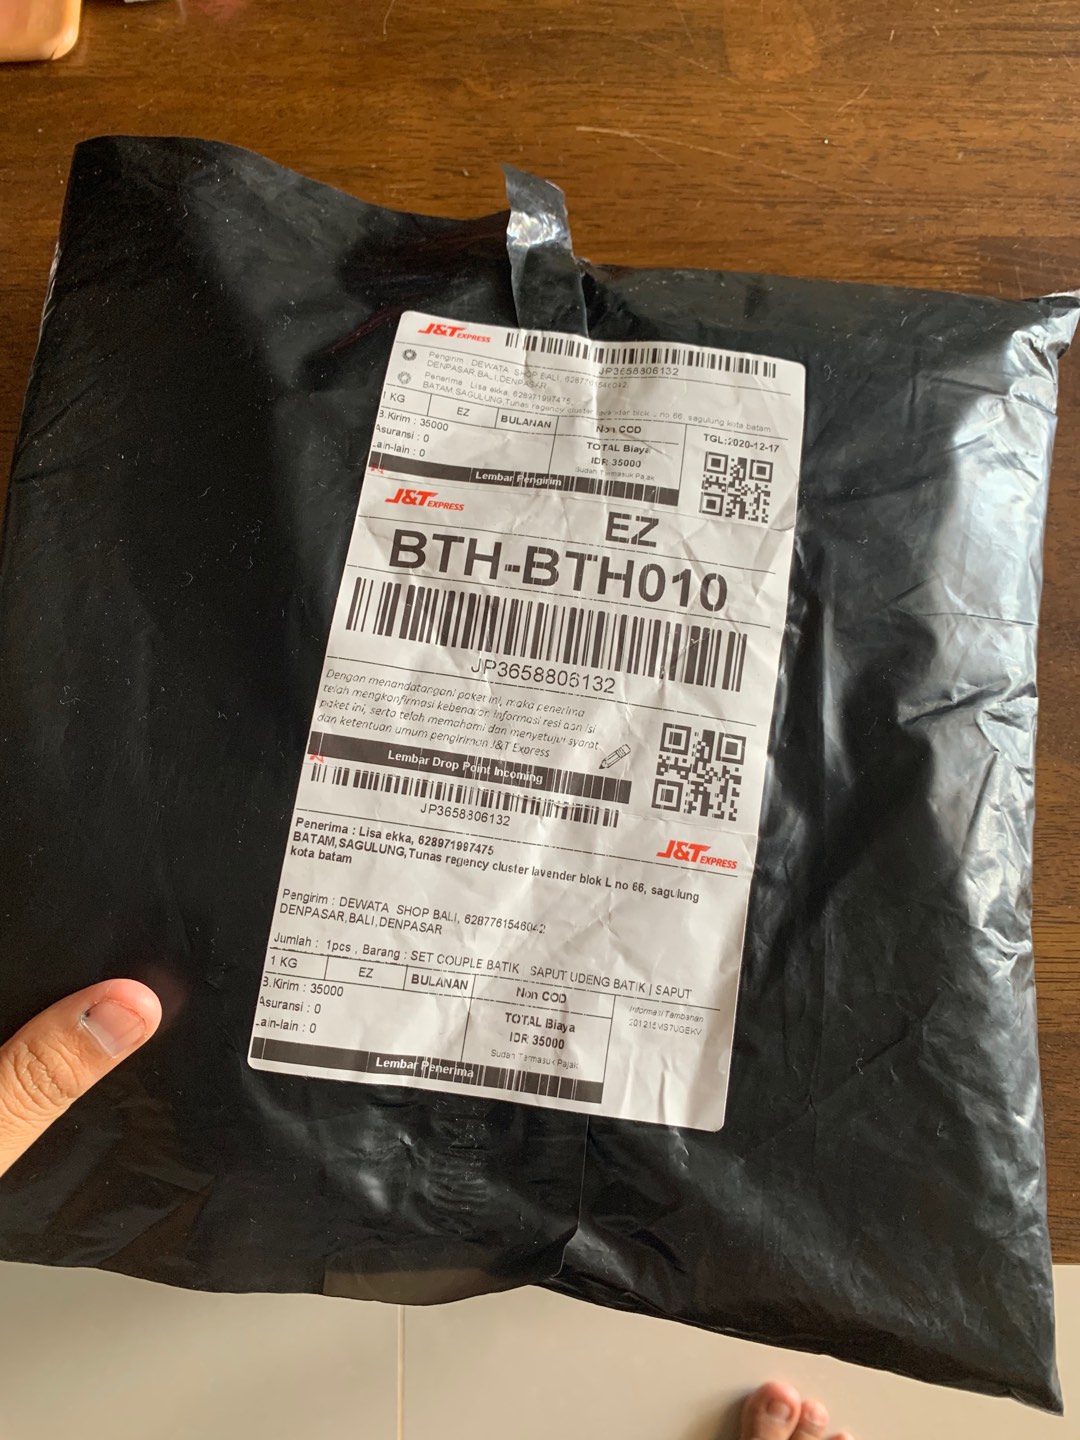 J&T EXPRESS
JP3658806132
Pengirim : DEWATA SHOP BALI, 6287761546042
DENPASAR,BALI,DENPASAR
Penerima : Lisa ekka, 628971997475
BATAM,SAGULUNG,Tunas regency cluster lavender blok L no 66, sagulung kota batam
1 KG EZ BULANAN Non COD TGL:2020-12-17
B.Kirim : 35000
Asuransi : 0
Lain-lain : 0
TOTAL Biaya
IDR 35000
Sudah Termasuk Pajak
Lembar Pengirim
J&T EXPRESS
EZ
BTH-BTH010
JP3658806132
Dengan menandatangani paket ini, maka penerima
telah mengkonfirmasi kebenaran informasi resi dan isi
paket ini, serta telah memahami dan menyetujui syarat
dan ketentuan umum pengiriman J&T Express
Lembar Drop Point Incoming
JP3658806132
J&T EXPRESS
Penerima : Lisa ekka, 628971997475
BATAM,SAGULUNG,Tunas regency cluster lavender blok L no 66, sagulung
kota batam
Pengirim : DEWATA SHOP BALI, 6287761546042
DENPASAR,BALI,DENPASAR
Jumlah : 1pcs , Barang : SET COUPLE BATIK SAPUT UDENG BATIK | SAPUT
1 KG EZ BULANAN Non COD Informasi Tambahan
B.Kirim : 35000
Asuransi : 0
Lain-lain : 0
TOTAL Biaya
IDR 35000
Sudah Termasuk Pajak
Lembar Penerima